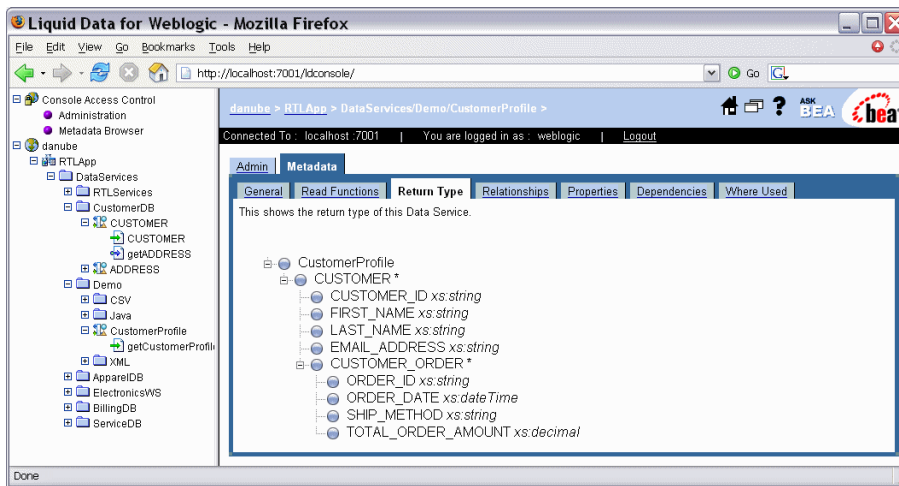 Liquid Data for Weblogic - Mozilla Firefox
File Edit View Go Bookmarks Tools Help
http://localhost:7001/ldconsole/
Go
Console Access Control
Administration
Metadata Browser
danube
RTLApp
DataServices
RTLServices
CustomerDB
CUSTOMER
CUSTOMER
getADDRESS
ADDRESS
Demo
CSV
Java
CustomerProfile
getCustomerProfil
XML
ApparelDB
ElectronicsWS
BillingDB
ServiceDB
danube > RTLApp > DataServices/Demo/CustomerProfile >
ASK BEA
bea
Connected To : localhost :7001 | You are logged in as : weblogic | Logout
Admin Metadata
General Read Functions Return Type Relationships Properties Dependencies Where Used
This shows the return type of this Data Service.
CustomerProfile
CUSTOMER *
CUSTOMER_ID xs:string
FIRST_NAME xs:string
LAST_NAME xs:string
EMAIL_ADDRESS xs:string
CUSTOMER_ORDER *
ORDER_ID xs:string
ORDER_DATE xs:dateTime
SHIP_METHOD xs:string
TOTAL_ORDER_AMOUNT xs:decimal
Done